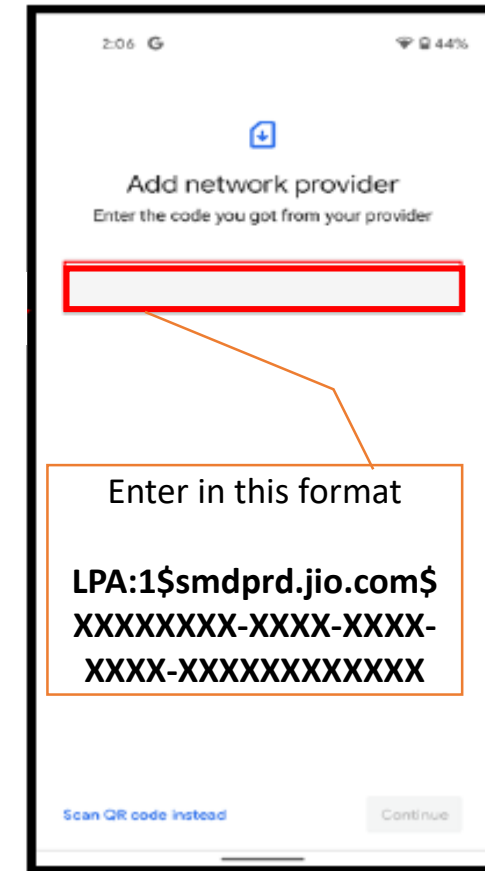 2:06 G 44%
Add network provider
Enter the code you got from your provider
Enter in this format
LPA:1$smdprd.jio.com$
XXXXXXXX-XXXX-XXXX-
XXXX-XXXXXXXXXXXX
Scan QR code instead
Continue